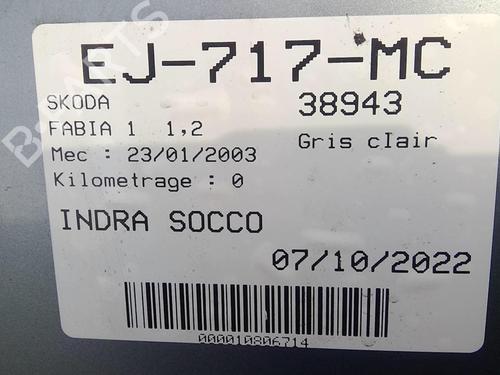 EJ-717-MC
SKODA 38943
FABIA 1 1,2 Gris clair
Mec : 23/01/2003
Kilometrage : 0
INDRA SOCCO
07/10/2022
000010806714